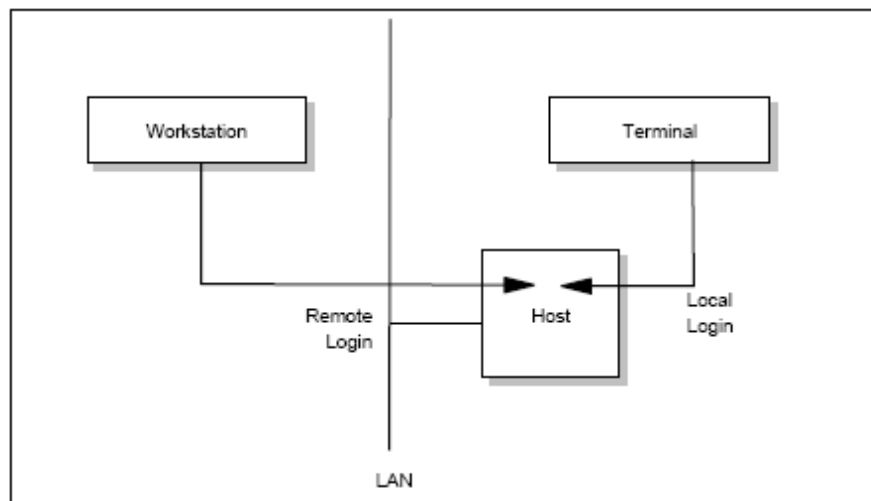 Workstation
Terminal
Host
Remote
Login
Local
Login
LAN